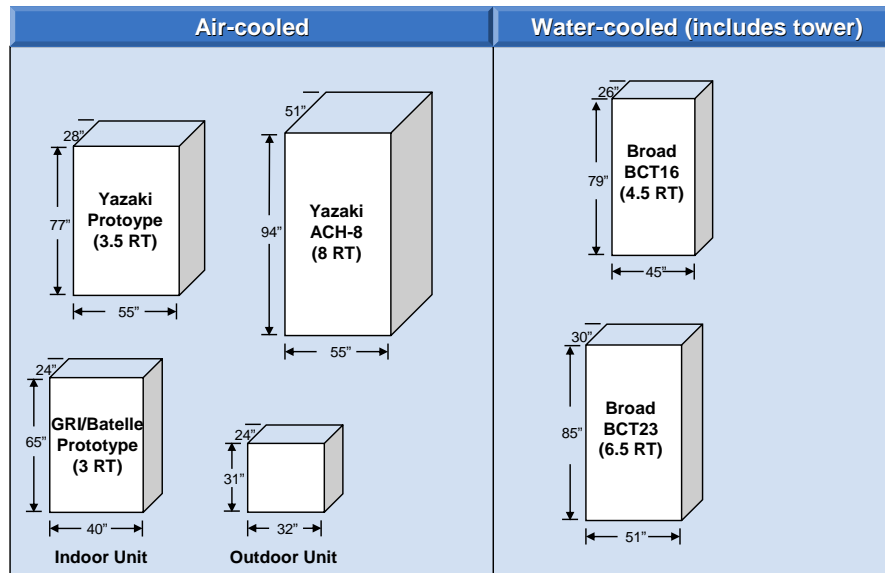 Air-cooled
Water-cooled (includes tower)
28”
77”
Yazaki
Protoype
(3.5 RT)
55”
51”
94”
Yazaki
ACH-8
(8 RT)
55”
26”
79”
Broad
BCT16
(4.5 RT)
45”
24”
65”
GRI/Batelle
Prototype
(3 RT)
40”
Indoor Unit
24”
31”
32”
Outdoor Unit
30”
85”
Broad
BCT23
(6.5 RT)
51”